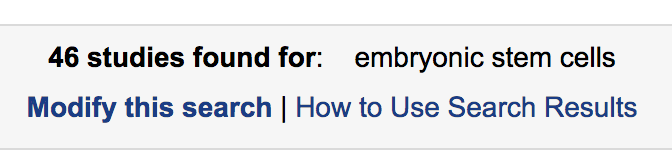 46 studies found for: embryonic stem cells
Modify this search | How to Use Search Results